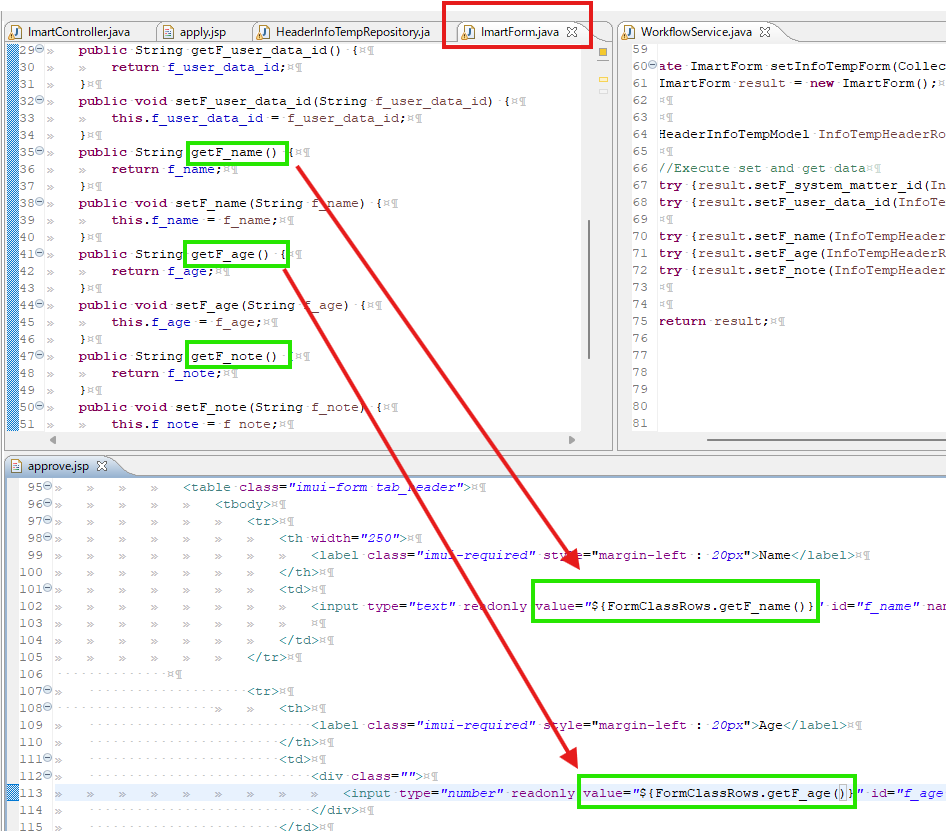 ImartController.java apply.jsp HeaderInfoTempRepository.ja ImartForm.java
29 public String getF_user_data_id() {
30 return f_user_data_id;
31 }
32 public void setF_user_data_id(String f_user_data_id) {
33 this.f_user_data_id = f_user_data_id;
34 }
35 public String getF_name() {
36 return f_name;
37 }
38 public void setF_name(String f_name) {
39 this.f_name = f_name;
40 }
41 public String getF_age() {
42 return f_age;
43 }
44 public void setF_age(String f_age) {
45 this.f_age = f_age;
46 }
47 public String getF_note() {
48 return f_note;
49 }
50 public void setF_note(String f_note) {
51 this.f_note = f_note;
WorkflowService.java
59
60 ate ImartForm setInfoTempForm(Collec
61 ImartForm result = new ImartForm();
62
63
64 HeaderInfoTempModel InfoTempHeaderRo
65
66 //Execute set and get data
67 try {result.setF_system_matter_id(In
68 try {result.setF_user_data_id(InfoTe
69
70 try {result.setF_name(InfoTempHeader
71 try {result.setF_age(InfoTempHeaderR
72 try {result.setF_note(InfoTempHeader
73
74
75 return result;
76
77
78
79
80
81
approve.jsp
95 <table class="imui-form tab_header">
96 <tbody>
97 <tr>
98 <th width="250">
99 <label class="imui-required" style="margin-left : 20px">Name</label>
100 </th>
101 <td>
102 <input type="text" readonly value="${FormClassRows.getF_name()}" id="f_name" nam
103
104 </td>
105 </tr>
106
107 <tr>
108 <th>
109 <label class="imui-required" style="margin-left : 20px">Age</label>
110 </th>
111 <td>
112 <div class="">
113 <input type="number" readonly value="${FormClassRows.getF_age()}" id="f_age
114 </div>
115 </td>